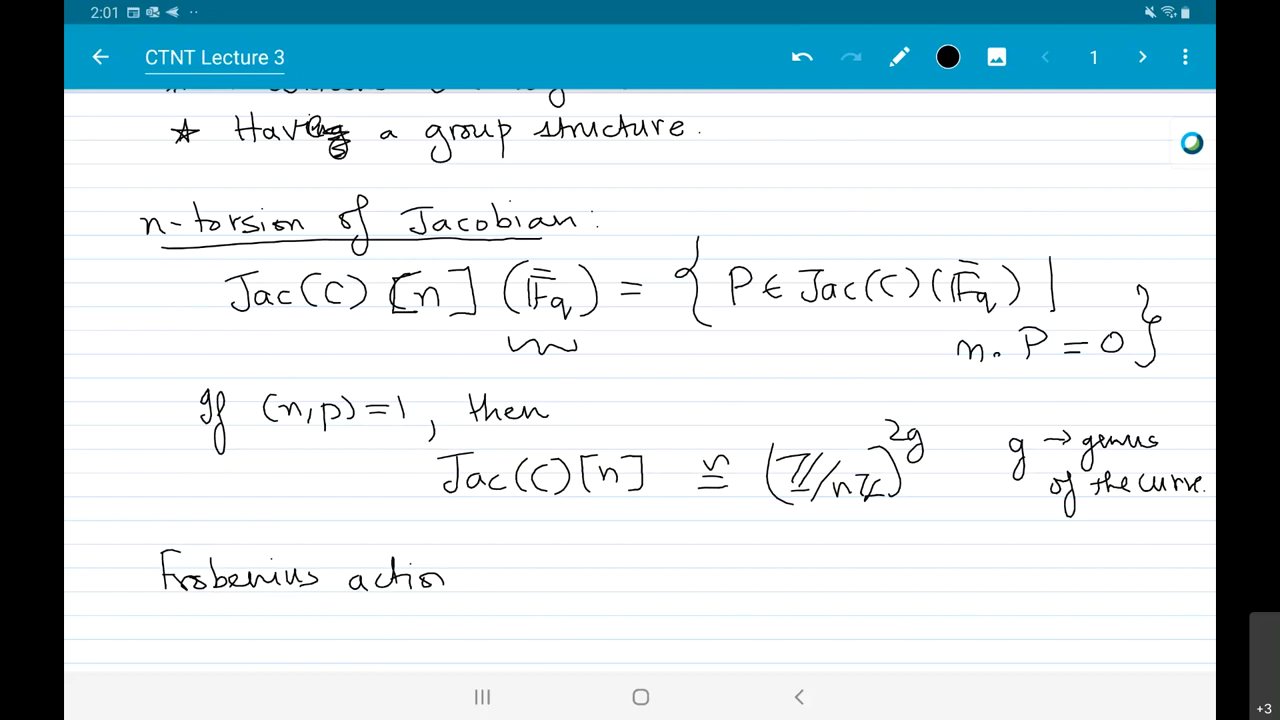 2:01
CTNT Lecture 3
1
★ Having a group structure.
n-torsion of Jacobian:
Jac(C) [n] (F̄q) = { P ∈ Jac(C)(F̄q) |
n. P = 0 }
If (n,p)=1, then
Jac(C)[n] ≅ (ℤ/nℤ)^2g g → genus
of the curve.
Frobenius action
+3